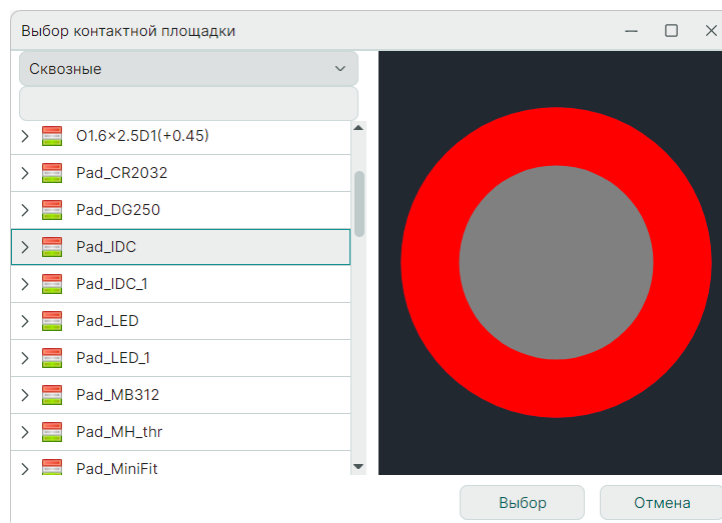 Выбор контактной площадки
Сквозные
O1.6×2.5D1(+0.45)
Pad_CR2032
Pad_DG250
Pad_IDC
Pad_IDC_1
Pad_LED
Pad_LED_1
Pad_MB312
Pad_MH_thr
Pad_MiniFit
Выбор
Отмена